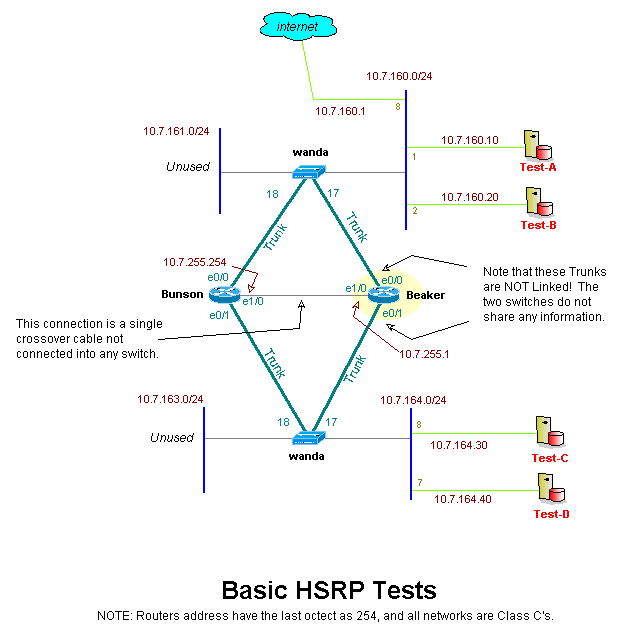 internet
10.7.160.0/24
10.7.160.1
8
10.7.161.0/24
10.7.160.10
wanda
1
Unused
Test-A
10.7.160.20
18
17
2
Test-B
Trunk
Trunk
10.7.255.254
e0/0
e0/0
Note that these Trunks
are NOT Linked! The
two switches do not
share any information.
Bunson
e1/0
e1/0
Beaker
e0/1
e0/1
This connection is a single
crossover cable not
connected into any switch.
10.7.255.1
Trunk
Trunk
10.7.163.0/24
10.7.164.0/24
18
17
8
Unused
10.7.164.30
wanda
Test-C
7
10.7.164.40
Test-D
Basic HSRP Tests
NOTE: Routers address have the last octect as 254, and all networks are Class C's.